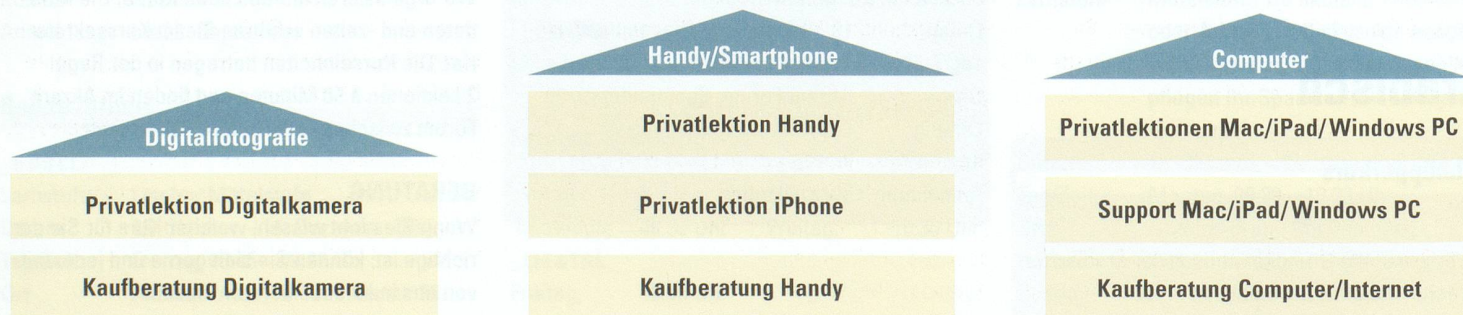 Digitalfotografie
Privatlektion Digitalkamera
Kaufberatung Digitalkamera
Handy/Smartphone
Privatlektion Handy
Privatlektion iPhone
Kaufberatung Handy
Computer
Privatlektionen Mac/iPad/Windows PC
Support Mac/iPad/Windows PC
Kaufberatung Computer/Internet